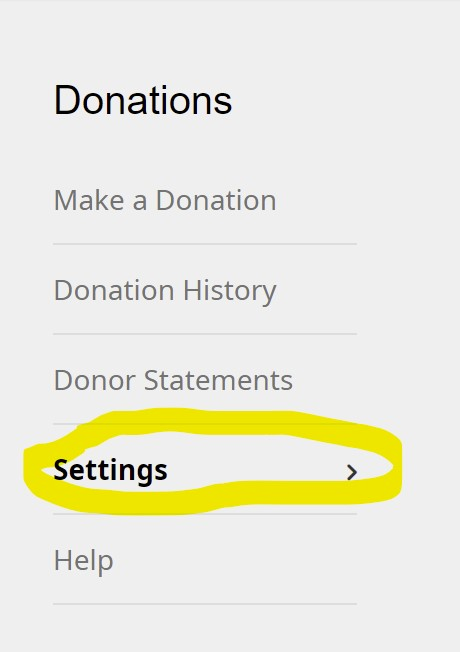 Donations
Make a Donation
Donation History
Donor Statements
Settings
Help